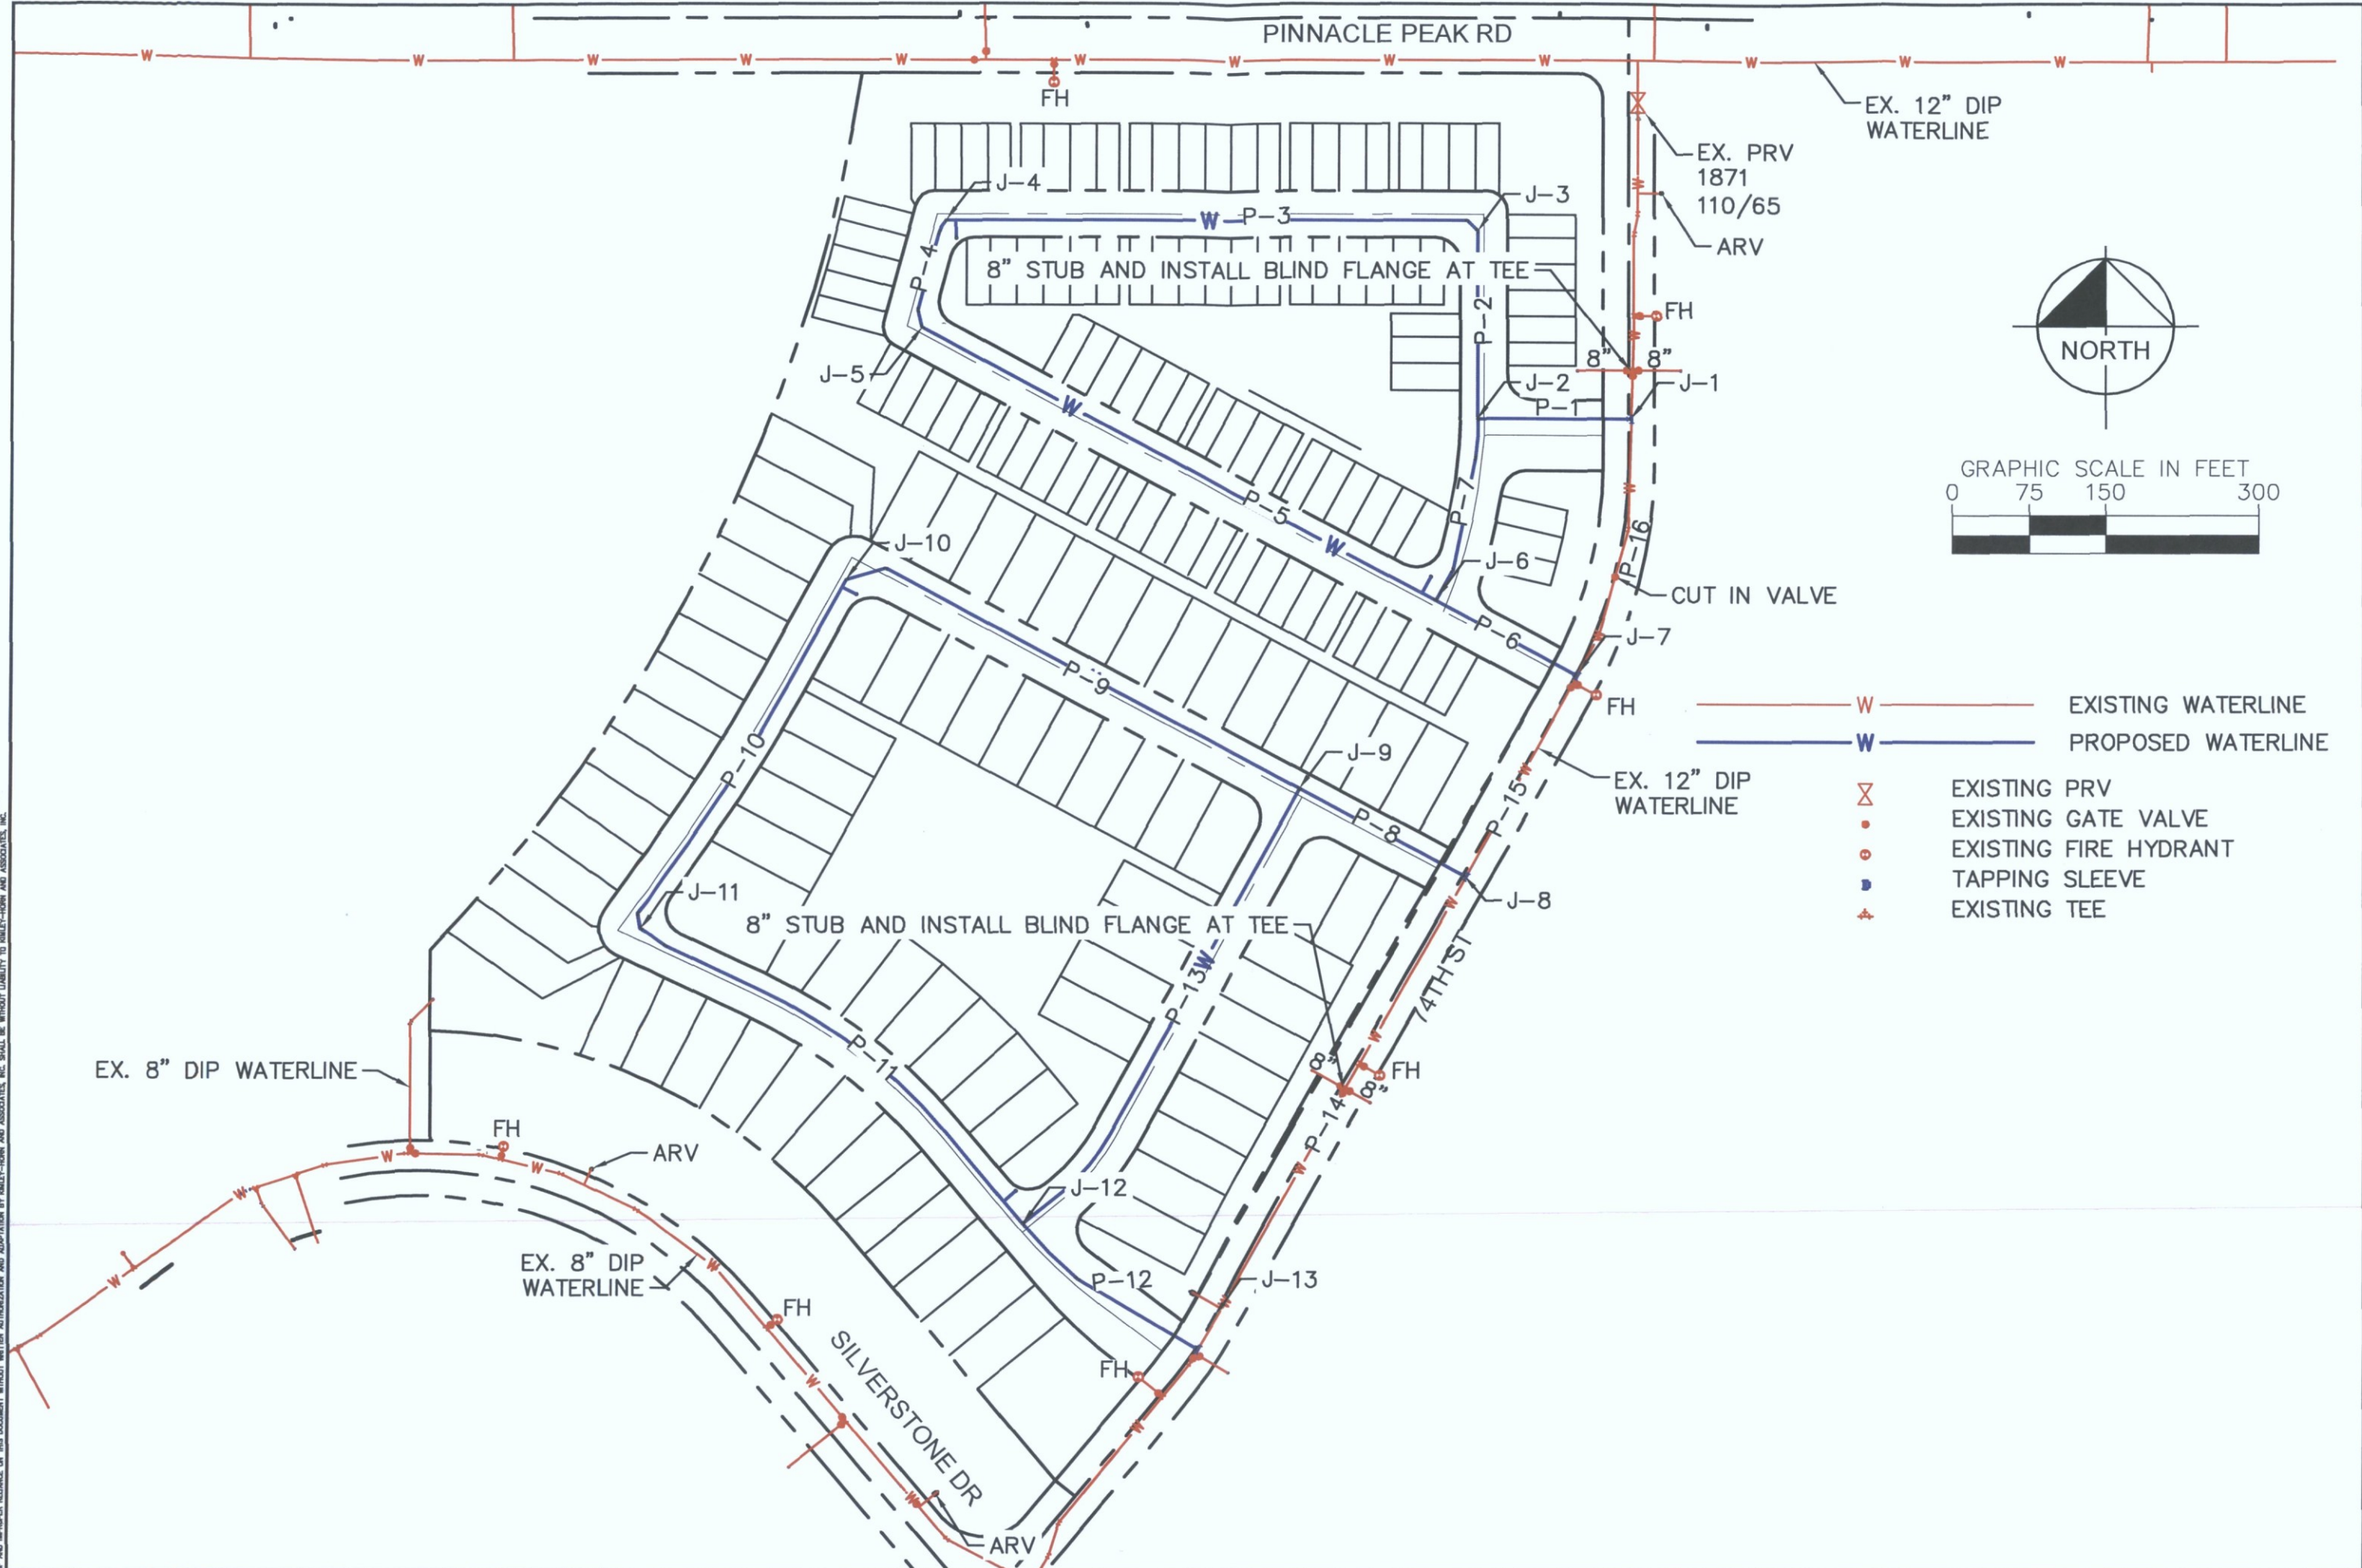 PINNACLE PEAK RD
W W W W W W W W W W W W
FH
EX. 12" DIP
WATERLINE
EX. PRV
1871
110/65
ARV
J-4
J-3
W P-3
P-4
8" STUB AND INSTALL BLIND FLANGE AT TEE
P-2
FH
8" 8"
NORTH
J-5
J-2
J-1
P-1
W
GRAPHIC SCALE IN FEET
0 75 150 300
P-5
P-7
W
P-16
J-10
J-6
CUT IN VALVE
P-6
J-7
P-9
FH
W EXISTING WATERLINE
W PROPOSED WATERLINE
P-10
J-9
W
EX. 12" DIP
WATERLINE
P-15
EXISTING PRV
EXISTING GATE VALVE
EXISTING FIRE HYDRANT
TAPPING SLEEVE
EXISTING TEE
P-8
J-11
J-8
W
8" STUB AND INSTALL BLIND FLANGE AT TEE
W
74TH ST
P-13
P-11
W
EX. 8" DIP WATERLINE
8"
FH
8"
P-14
FH
W
W
ARV
W
J-12
W
EX. 8" DIP
WATERLINE
W
W
P-12
J-13
FH
SILVERSTONE DR
FH
W
W
W
ARV